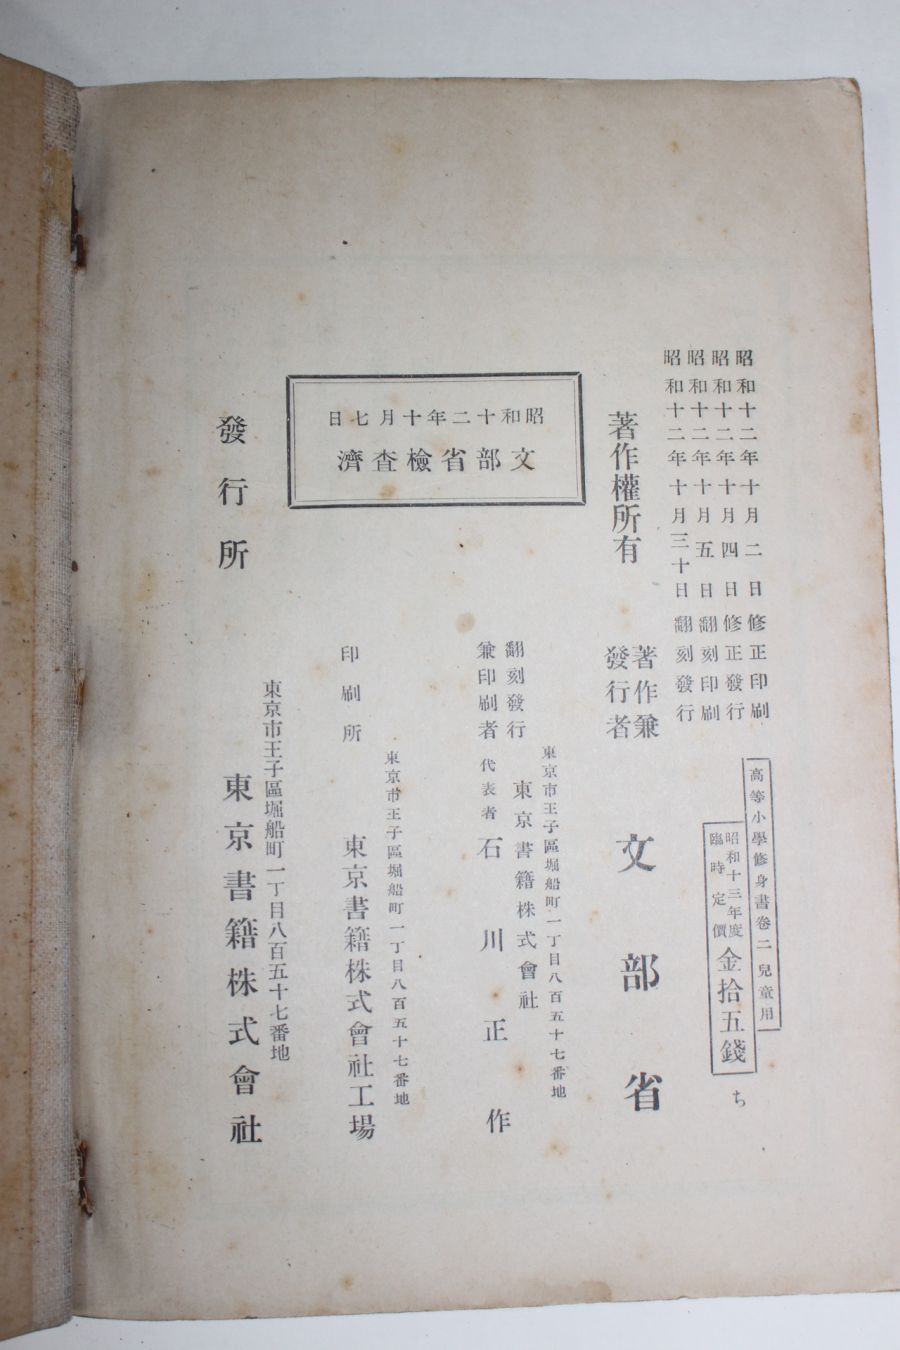 昭和十二年十月二日修正印刷
昭和十二年十月四日修正發行
昭和十二年十月五日翻刻印刷
昭和十二年十月三十日翻刻發行
高等小學修身書卷二兒童用
昭和十三年度
臨時定價
金拾五錢
ち
著作權所有
著作兼
發行者
文部省
昭和十二年十月七日
文部省檢査濟
翻刻發行
兼印刷者
東京市王子區堀船町一丁目八百五十七番地
東京書籍株式會社
代表者石川正作
印刷所
東京市王子區堀船町一丁目八百五十七番地
東京書籍株式會社工場
發行所
東京市王子區堀船町一丁目八百五十七番地
東京書籍株式會社